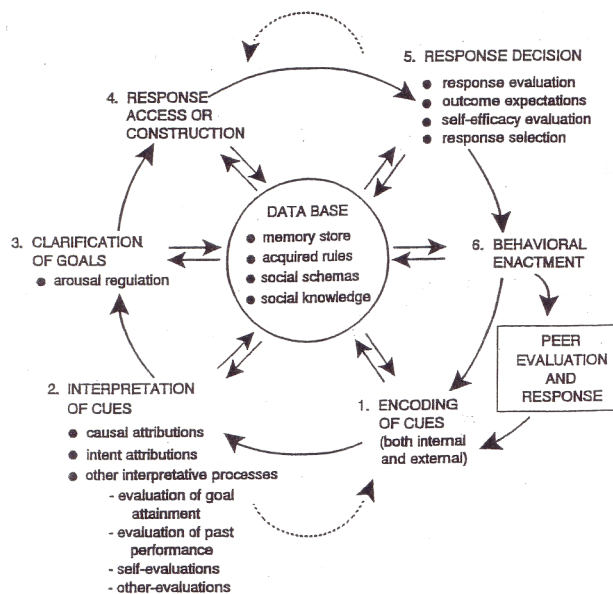 5. RESPONSE DECISION
● response evaluation
● outcome expectations
● self-efficacy evaluation
● response selection
4. RESPONSE
ACCESS OR
CONSTRUCTION
DATA BASE
● memory store
● acquired rules
● social schemas
● social knowledge
3. CLARIFICATION
OF GOALS
● arousal regulation
6. BEHAVIORAL
ENACTMENT
PEER
EVALUATION
AND
RESPONSE
2. INTERPRETATION
OF CUES
● causal attributions
● intent attributions
● other interpretative processes
- evaluation of goal
attainment
- evaluation of past
performance
- self-evaluations
- other-evaluations
1. ENCODING
OF CUES
(both internal
and external)